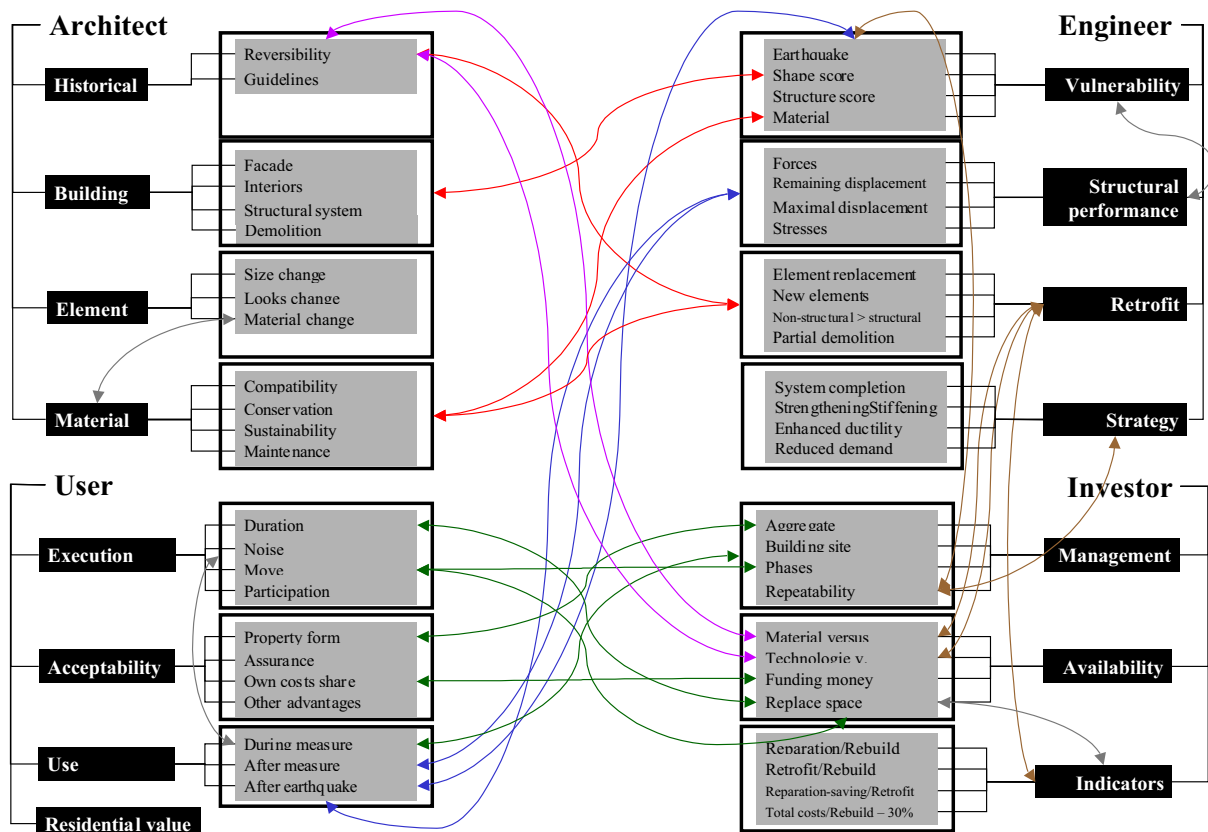 Architect
Historical
Reversibility
Guidelines
Building
Facade
Interiors
Structural system
Demolition
Element
Size change
Looks change
Material change
Material
Compatibility
Conservation
Sustainability
Maintenance
Engineer
Earthquake
Shape score
Structure score
Material
Vulnerability
Forces
Remaining displacement
Maximal displacement
Stresses
Structural
performance
Element replacement
New elements
Non-structural > structural
Partial demolition
Retrofit
System completion
StrengtheningStiffening
Enhanced ductility
Reduced demand
Strategy
User
Execution
Duration
Noise
Move
Participation
Acceptability
Property form
Assurance
Own costs share
Other advantages
Use
During measure
After measure
After earthquake
Residential value
Investor
Aggregate
Building site
Phases
Repeatability
Management
Material versus
Technologie v.
Funding money
Replace space
Availability
Reparation/Rebuild
Retrofit/Rebuild
Reparation-saving/Retrofit
Total costs/Rebuild – 30%
Indicators